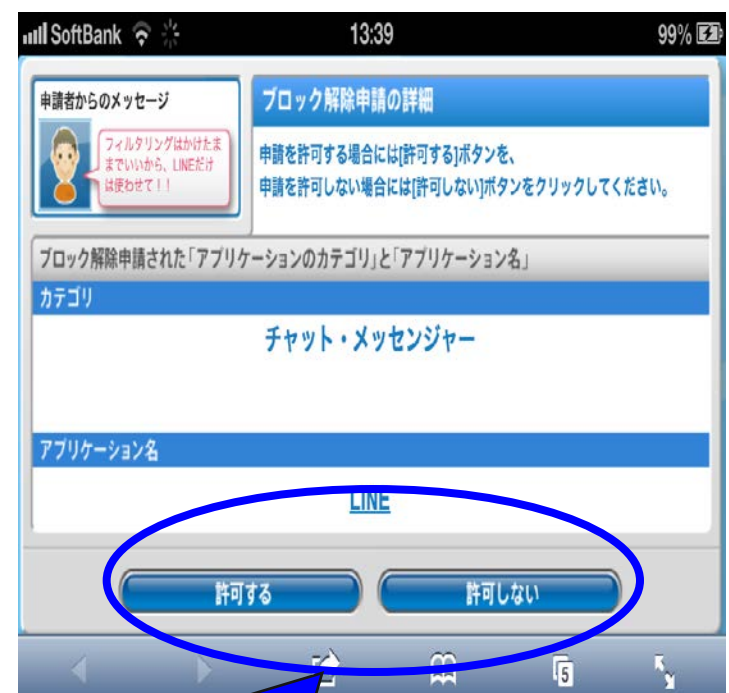 SoftBank 13:39 99%
申請者からのメッセージ
フィルタリングはかけたま
までいいから、LINEだけ
は使わせて！！
ブロック解除申請の詳細
申請を許可する場合には[許可する]ボタンを、
申請を許可しない場合には[許可しない]ボタンをクリックしてください。
ブロック解除申請された「アプリケーションのカテゴリ」と「アプリケーション名」
カテゴリ
チャット・メッセンジャー
アプリケーション名
LINE
許可する 許可しない
5